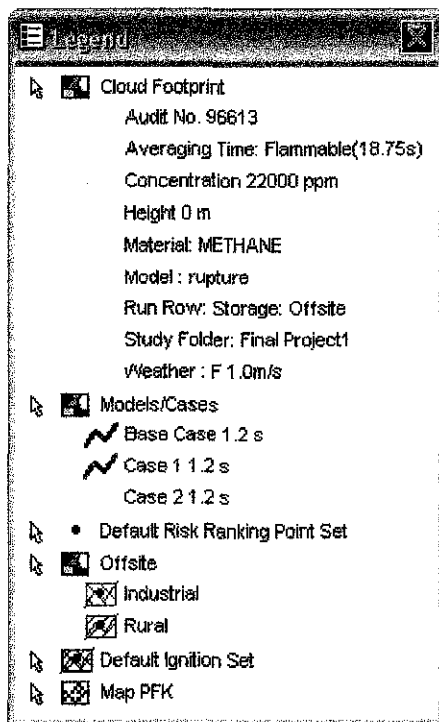 Legend
Cloud Footprint
Audit No. 96613
Averaging Time: Flammable(18.75s)
Concentration 22000 ppm
Height 0 m
Material: METHANE
Model : rupture
Run Row: Storage: Offsite
Study Folder: Final Project1
Weather : F 1.0m/s
Models/Cases
Base Case 1.2 s
Case 1 1.2 s
Case 2 1.2 s
Default Risk Ranking Point Set
Offsite
Industrial
Rural
Default Ignition Set
Map PFK